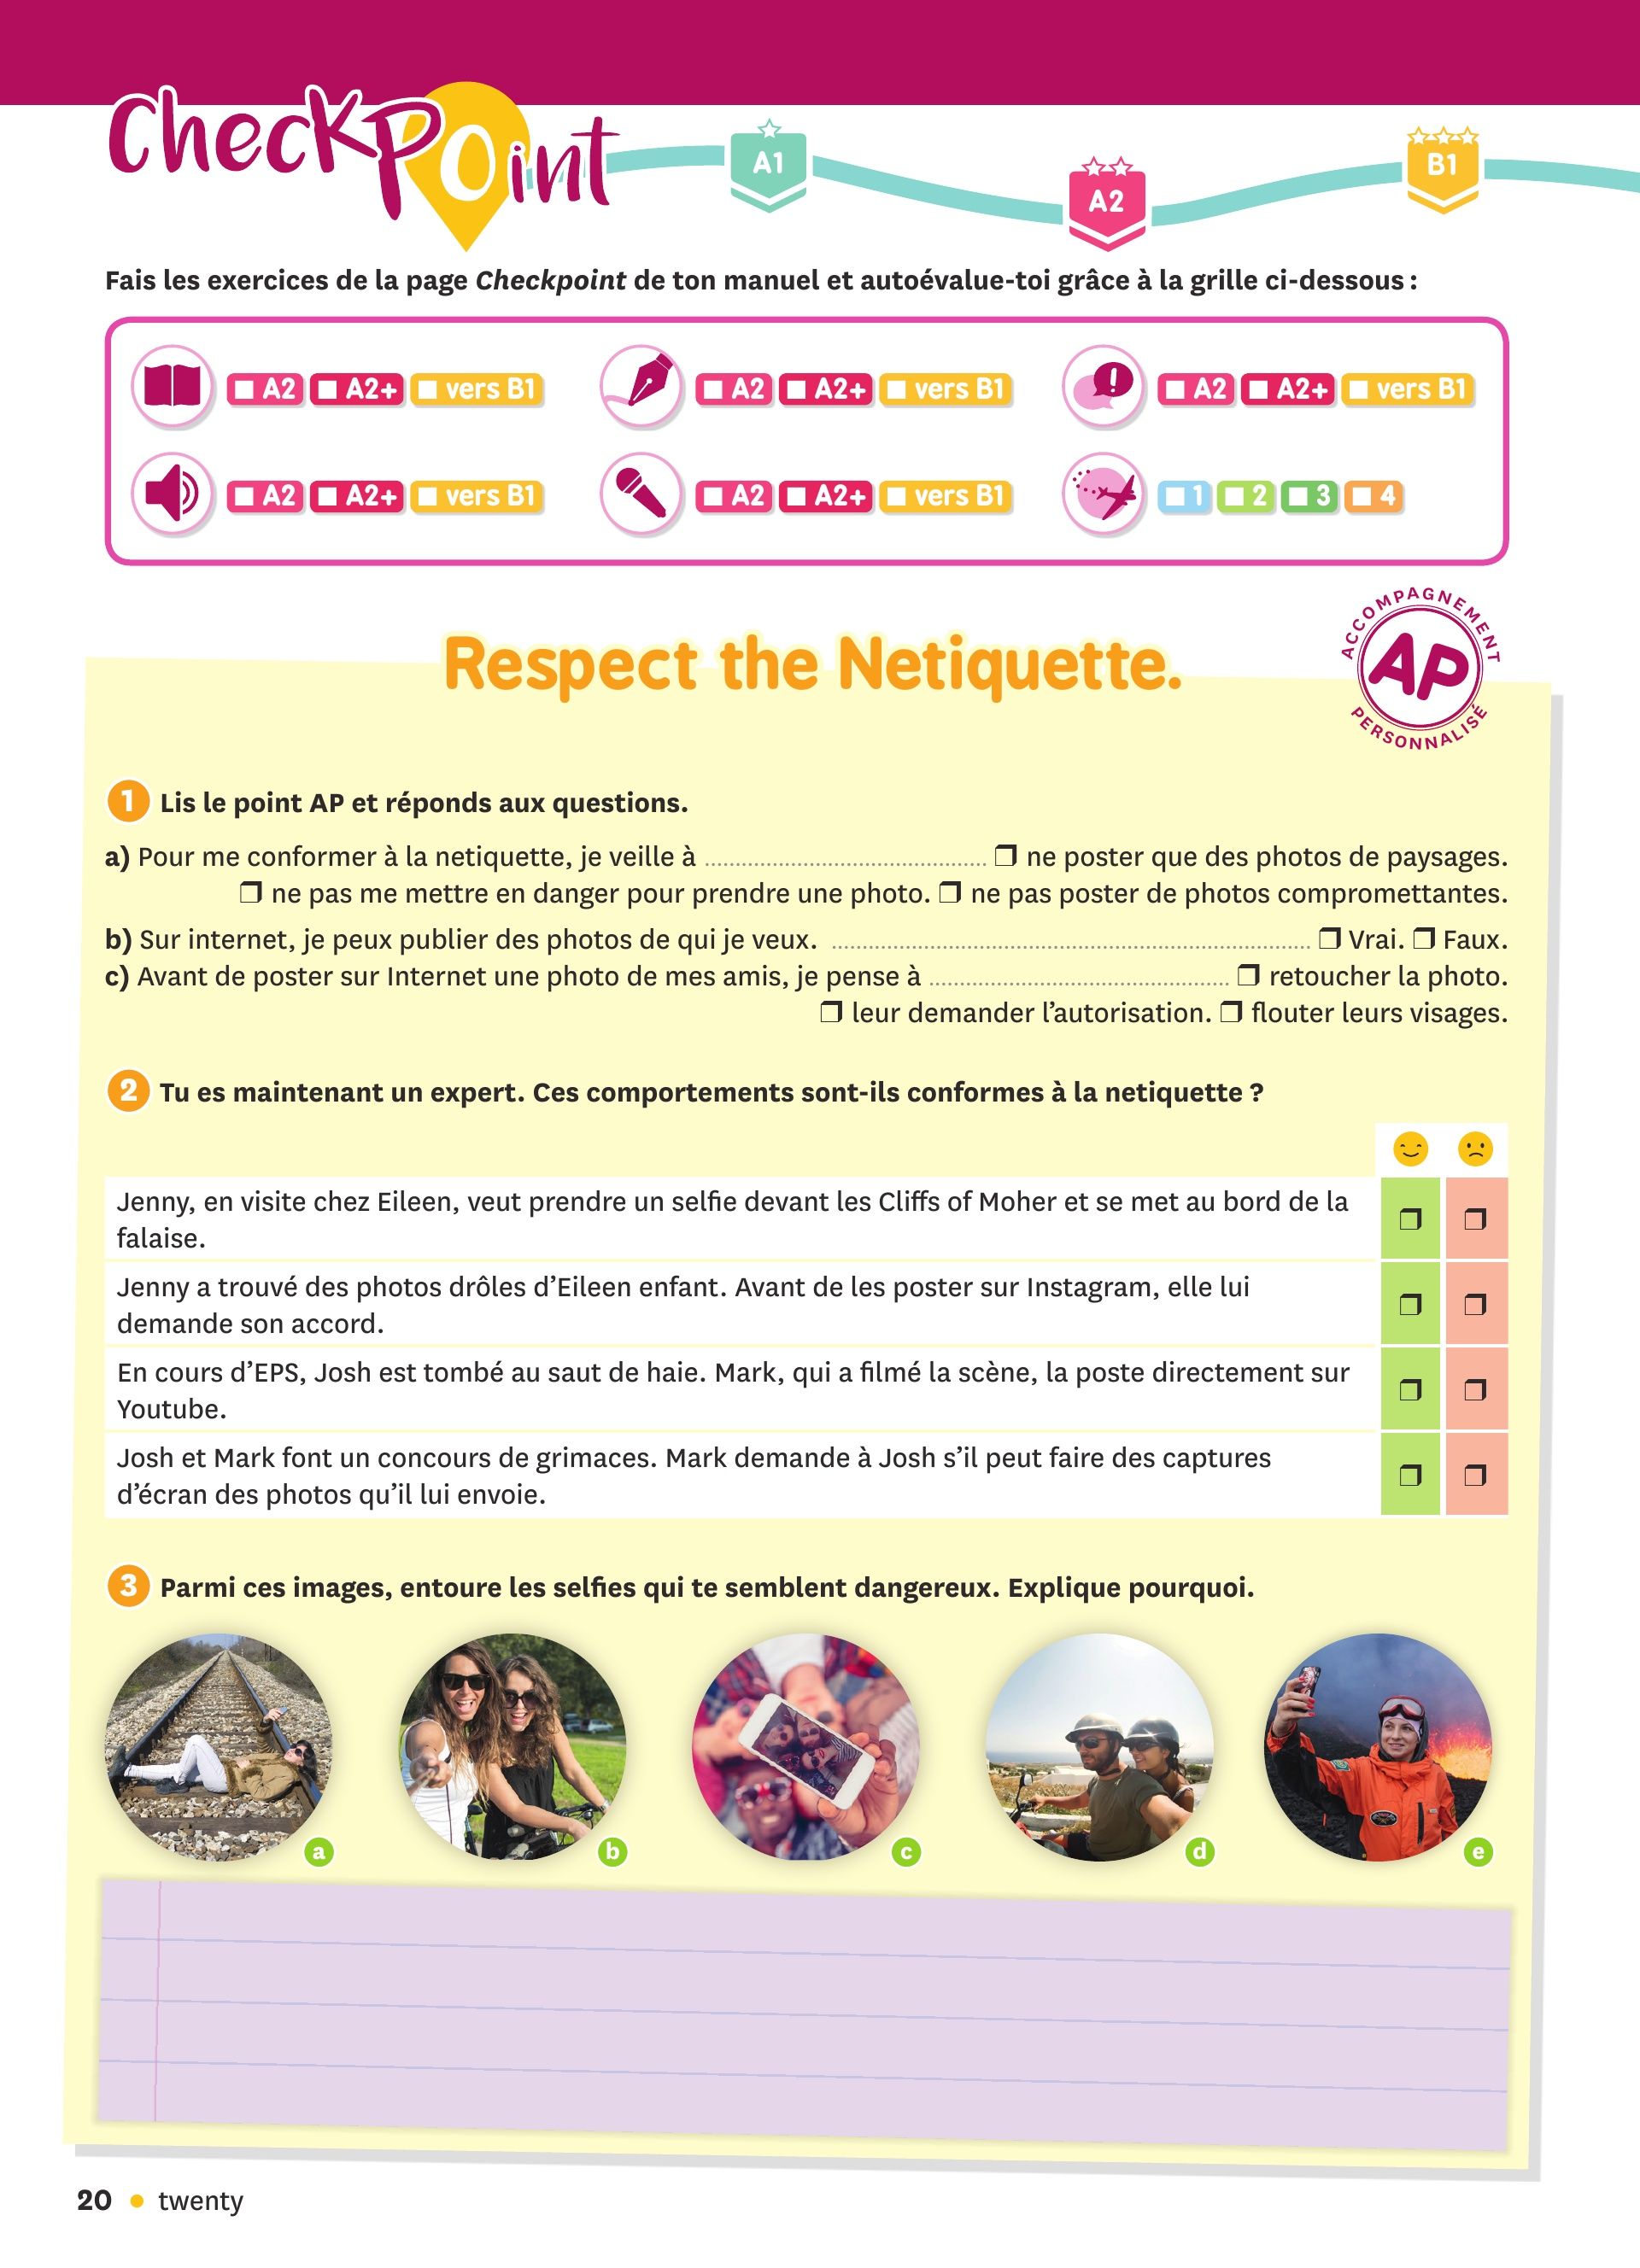 CheckPoint
A1
A2
B1
Fais les exercices de la page Checkpoint de ton manuel et autoévalue-toi grâce à la grille ci-dessous :
A2 A2+ vers B1
A2 A2+ vers B1
A2 A2+ vers B1
A2 A2+ vers B1
A2 A2+ vers B1
1 2 3 4
Respect the Netiquette.
ACCOMPAGNEMENT
AP
PERSONNALISÉ
1 Lis le point AP et réponds aux questions.
a) Pour me conformer à la netiquette, je veille à ............................................... ❒ ne poster que des photos de paysages.
❒ ne pas me mettre en danger pour prendre une photo. ❒ ne pas poster de photos compromettantes.
b) Sur internet, je peux publier des photos de qui je veux. ................................................................................ ❒ Vrai. ❒ Faux.
c) Avant de poster sur Internet une photo de mes amis, je pense à .................................................. ❒ retoucher la photo.
❒ leur demander l’autorisation. ❒ flouter leurs visages.
2 Tu es maintenant un expert. Ces comportements sont-ils conformes à la netiquette ?
Jenny, en visite chez Eileen, veut prendre un selfie devant les Cliffs of Moher et se met au bord de la
falaise.
❒ ❒
Jenny a trouvé des photos drôles d’Eileen enfant. Avant de les poster sur Instagram, elle lui
demande son accord.
❒ ❒
En cours d’EPS, Josh est tombé au saut de haie. Mark, qui a filmé la scène, la poste directement sur
Youtube.
❒ ❒
Josh et Mark font un concours de grimaces. Mark demande à Josh s’il peut faire des captures
d’écran des photos qu’il lui envoie.
❒ ❒
3 Parmi ces images, entoure les selfies qui te semblent dangereux. Explique pourquoi.
a
b
c
d
e
20 • twenty